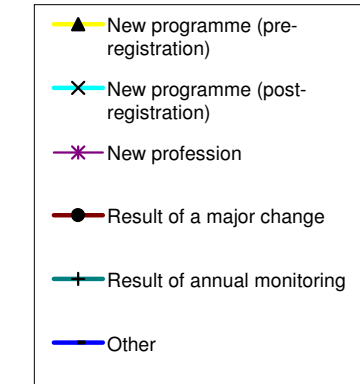 New programme (pre-
registration)
New programme (post-
registration)
New profession
Result of a major change
Result of annual monitoring
Other